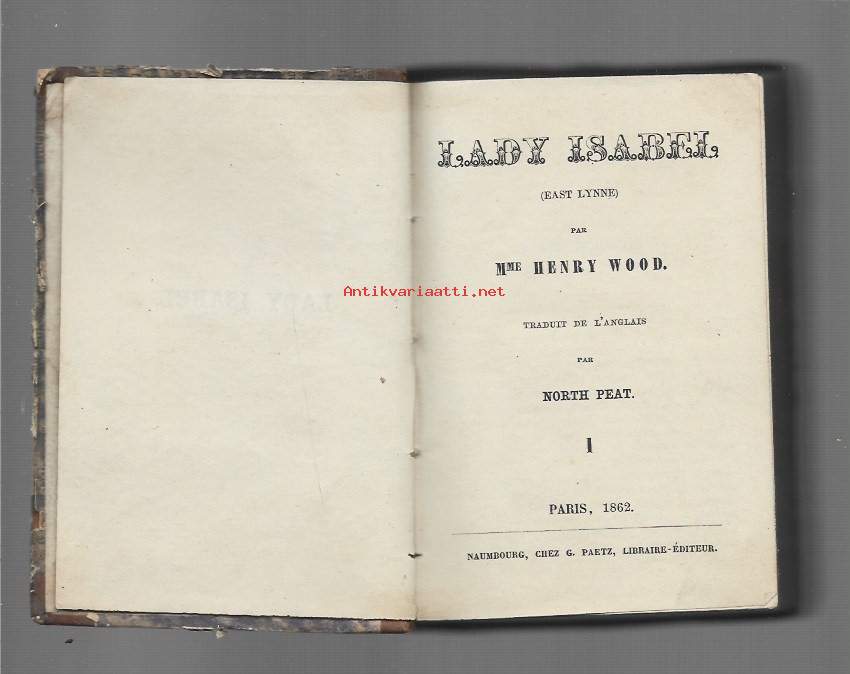 LADY ISABEL
(EAST LYNNE)
PAR
MME HENRY WOOD.
Antikvariaatti.net
TRADUIT DE L'ANGLAIS
PAR
NORTH PEAT.
I
PARIS, 1862.
NAUMBOURG, CHEZ G. PAETZ, LIBRAIRE-ÉDITEUR.